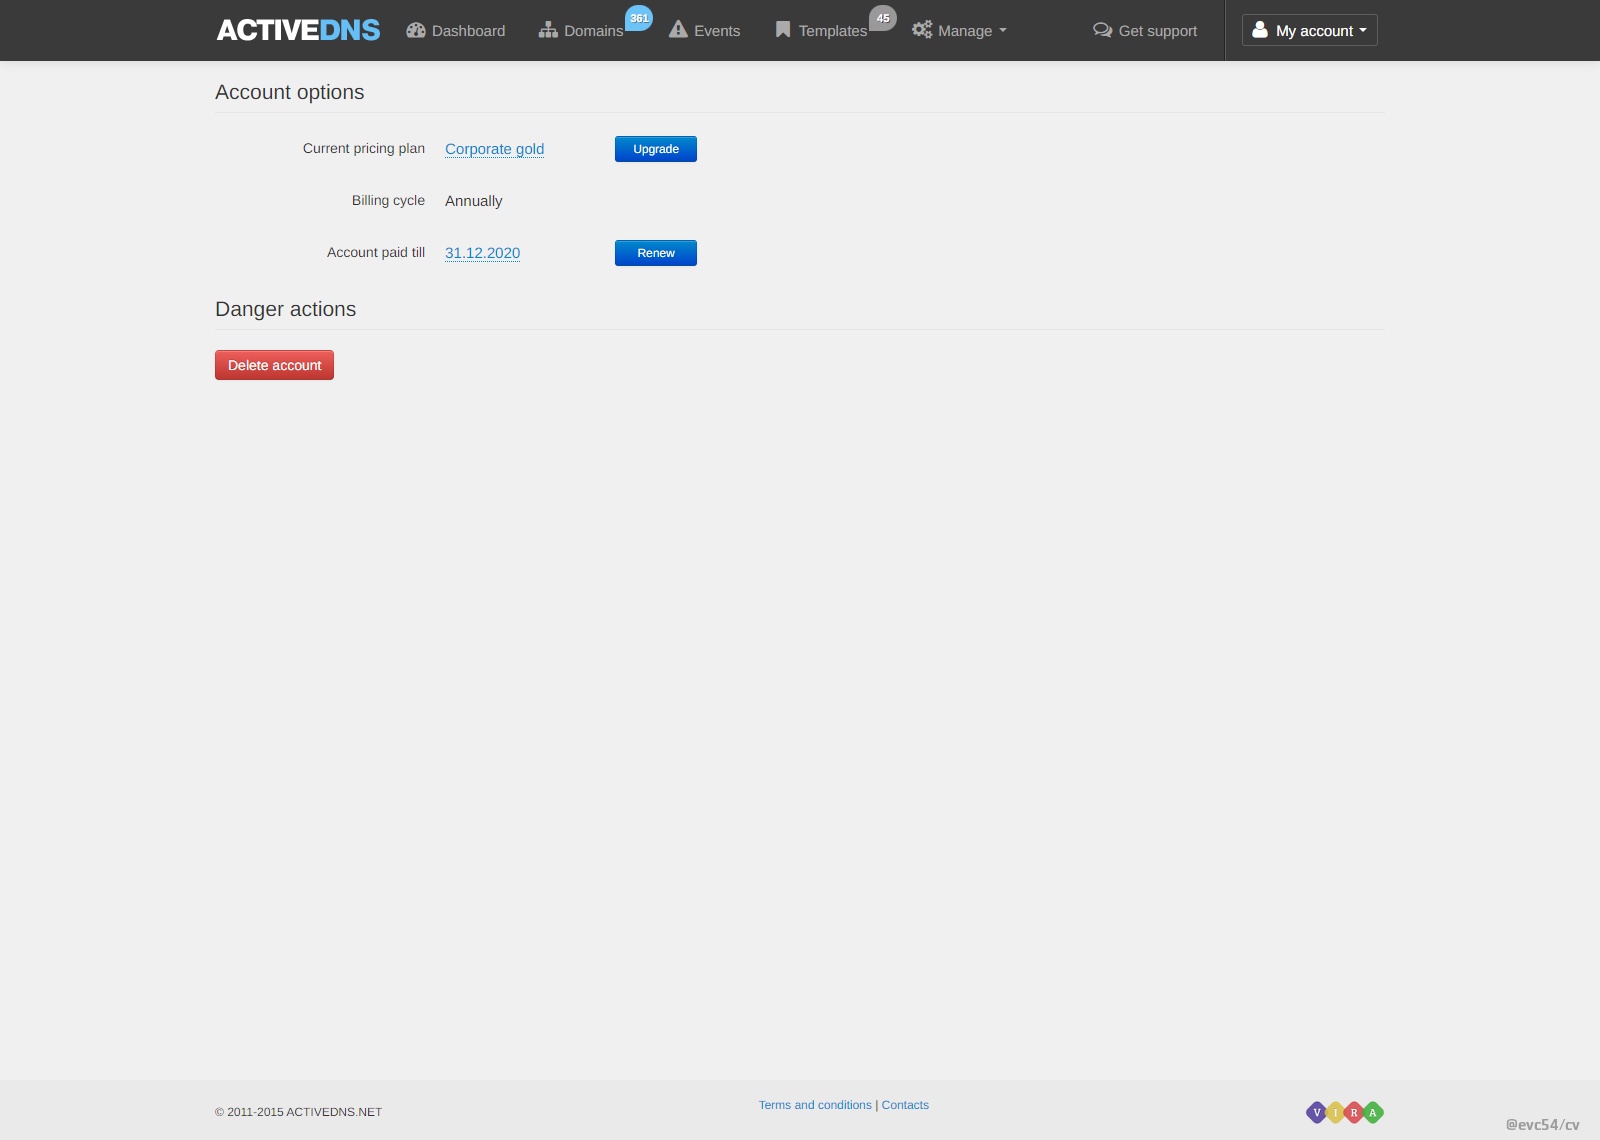 ACTIVEDNS Dashboard Domains 361 Events Templates 45 Manage Get support My account
Account options
Current pricing plan Corporate gold Upgrade
Billing cycle Annually
Account paid till 31.12.2020 Renew
Danger actions
Delete account
© 2011-2015 ACTIVEDNS.NET
Terms and conditions | Contacts
V I R A
@evc54/cv